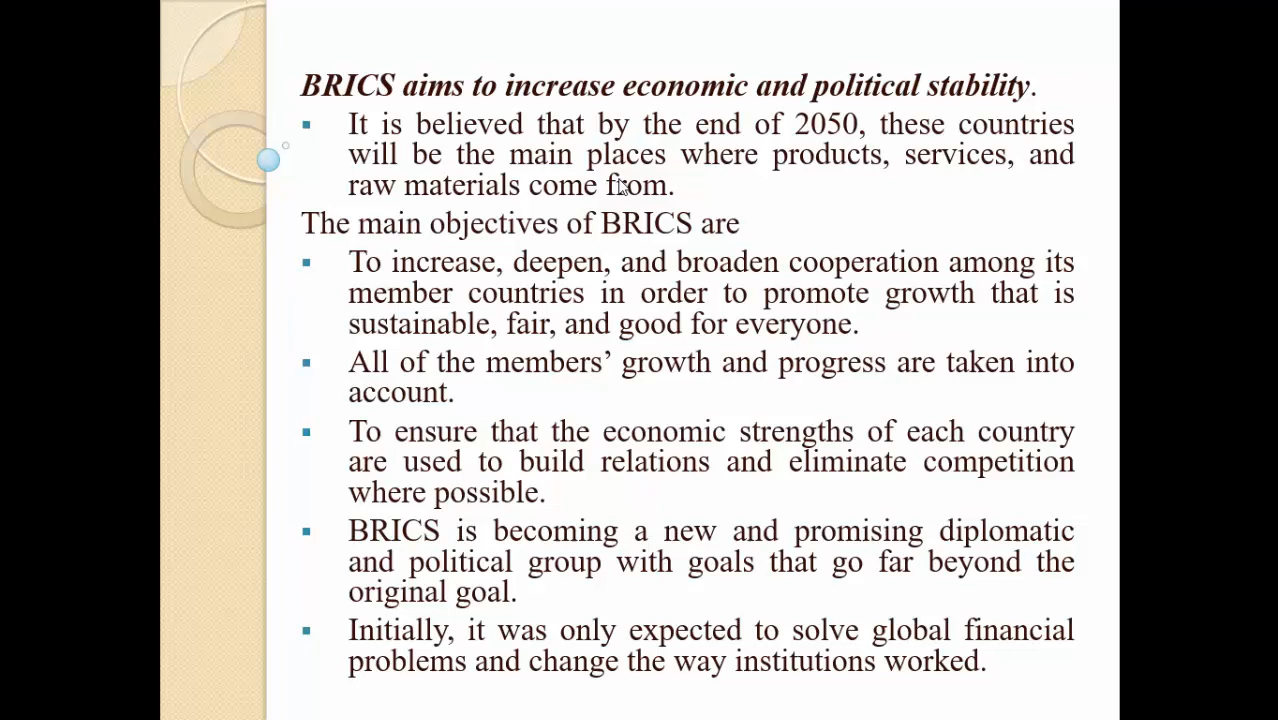 BRICS aims to increase economic and political stability.
▪ It is believed that by the end of 2050, these countries
will be the main places where products, services, and
raw materials come from.
The main objectives of BRICS are
▪ To increase, deepen, and broaden cooperation among its
member countries in order to promote growth that is
sustainable, fair, and good for everyone.
▪ All of the members’ growth and progress are taken into
account.
▪ To ensure that the economic strengths of each country
are used to build relations and eliminate competition
where possible.
▪ BRICS is becoming a new and promising diplomatic
and political group with goals that go far beyond the
original goal.
▪ Initially, it was only expected to solve global financial
problems and change the way institutions worked.